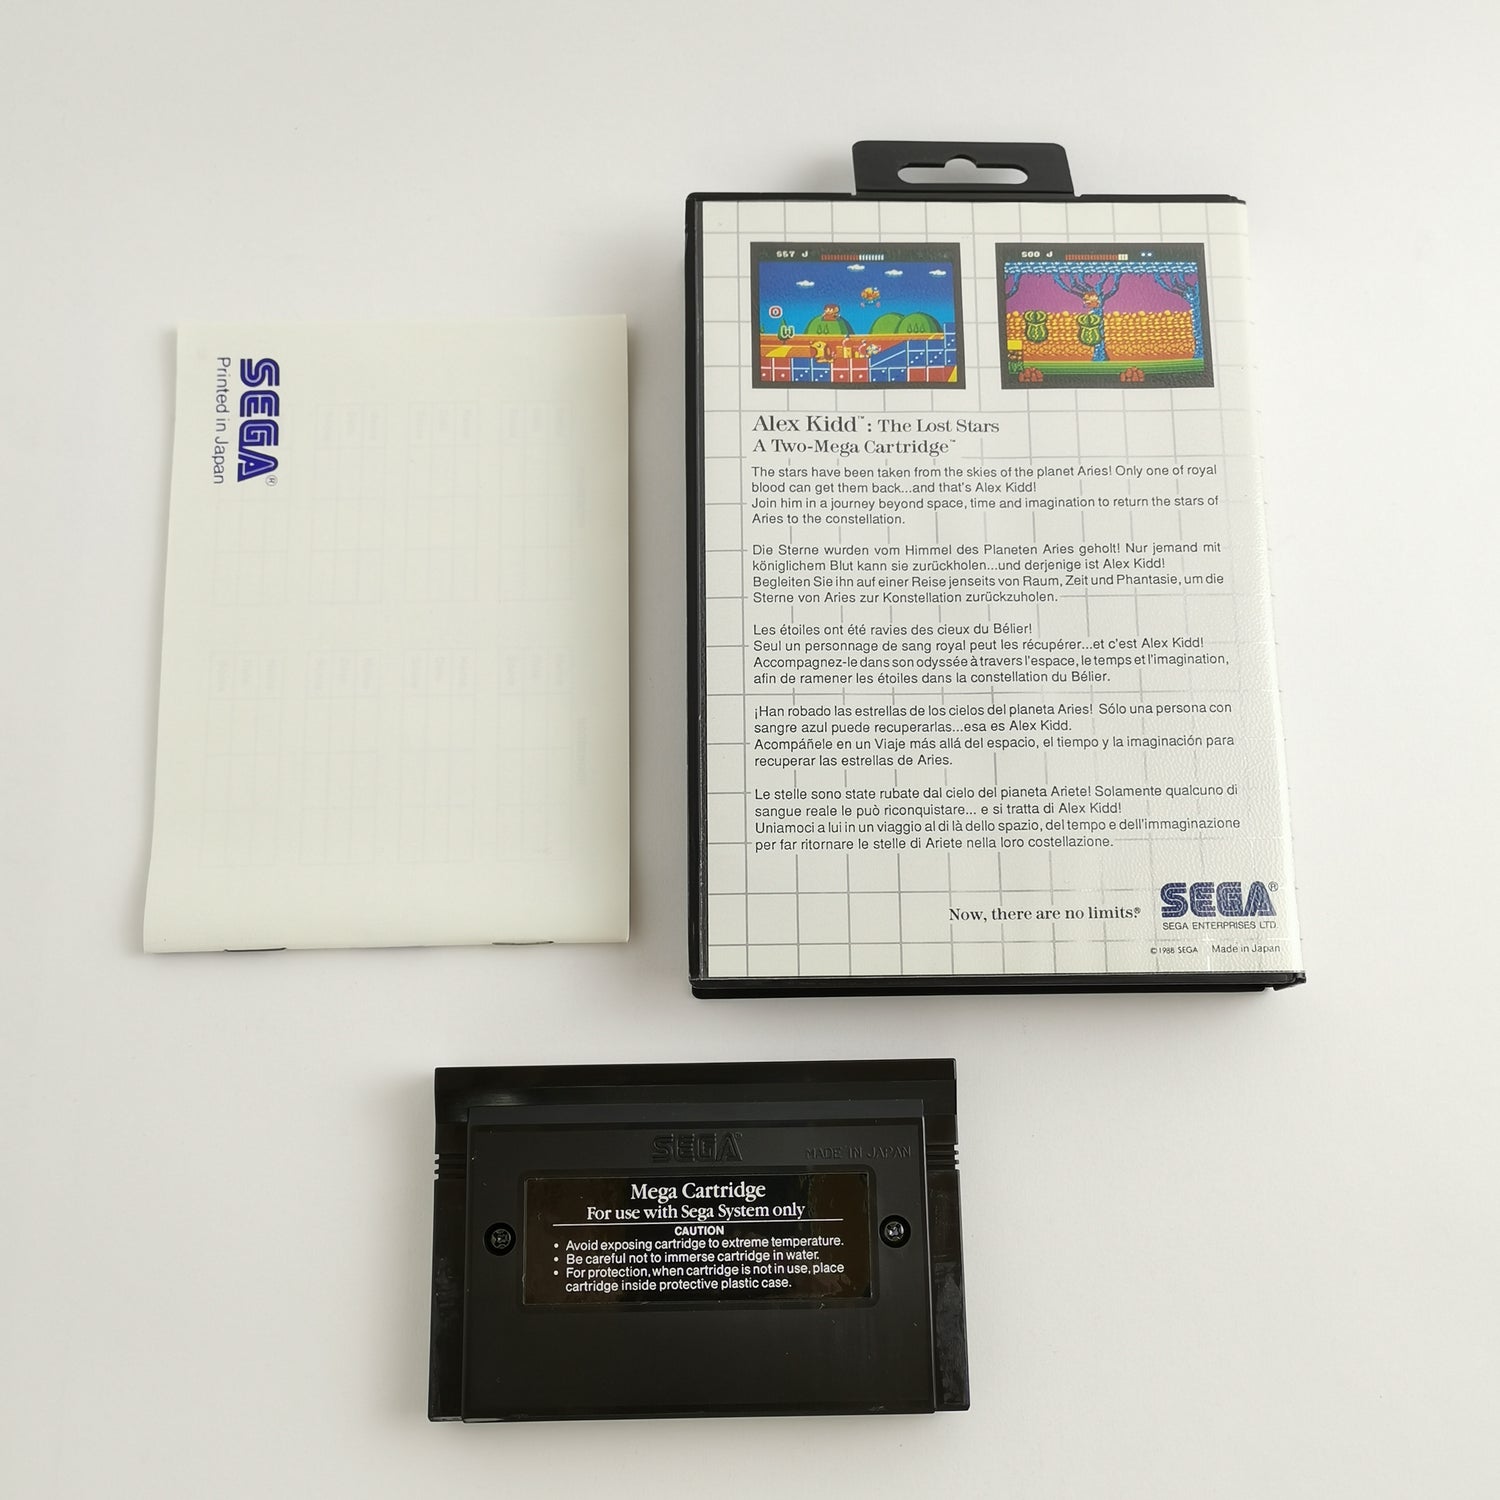 SEGA®
Printed in Japan
557 J
500 J
Alex Kidd™: The Lost Stars
A Two-Mega Cartridge™
The stars have been taken from the skies of the planet Aries! Only one of royal
blood can get them back...and that's Alex Kidd!
Join him in a journey beyond space, time and imagination to return the stars of
Aries to the constellation.
Die Sterne wurden vom Himmel des Planeten Aries geholt! Nur jemand mit
königlichem Blut kann sie zurückholen...und derjenige ist Alex Kidd!
Begleiten Sie ihn auf einer Reise jenseits von Raum, Zeit und Phantasie, um die
Sterne von Aries zur Konstellation zurückzuholen.
Les étoiles ont été ravies des cieux du Bélier!
Seul un personnage de sang royal peut les récupérer...et c'est Alex Kidd!
Accompagnez-le dans son odyssée à travers l'espace, le temps et l'imagination,
afin de ramener les étoiles dans la constellation du Bélier.
¡Han robado las estrellas de los cielos del planeta Aries! Sólo una persona con
sangre azul puede recuperarlas...esa es Alex Kidd.
Acompáñele en un Viaje más allá del espacio, el tiempo y la imaginación para
recuperar las estrellas de Aries.
Le stelle sono state rubate dal cielo del pianeta Ariete! Solamente qualcuno di
sangue reale le può riconquistare... e si tratta di Alex Kidd!
Uniamoci a lui in un viaggio al di là dello spazio, del tempo e dell'immaginazione
per far ritornare le stelle di Ariete nella loro costellazione.
Now, there are no limits.®
SEGA®
SEGA ENTERPRISES LTD.
© 1988 SEGA Made in Japan
SEGA®
MADE IN JAPAN
Mega Cartridge
For use with Sega System only
CAUTION
• Avoid exposing cartridge to extreme temperature.
• Be careful not to immerse cartridge in water.
• For protection, when cartridge is not in use, place
cartridge inside protective plastic case.